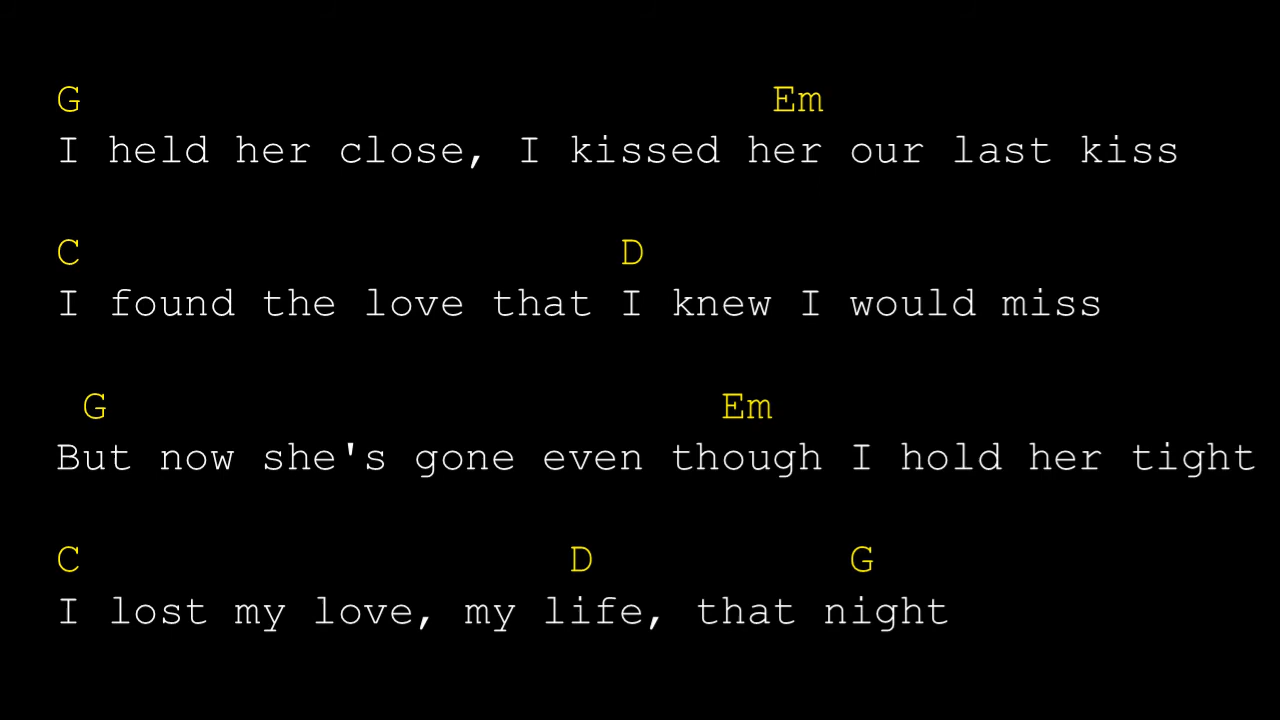 G Em
I held her close, I kissed her our last kiss
C D
I found the love that I knew I would miss
G Em
But now she's gone even though I hold her tight
C D G
I lost my love, my life, that night